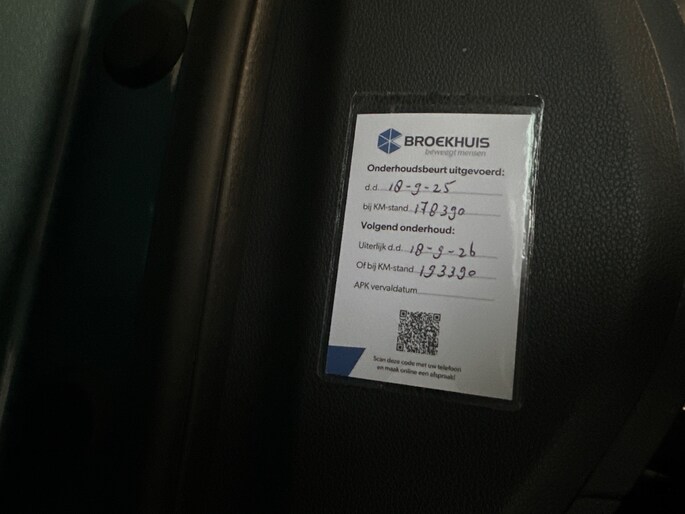 BROEKHUIS
beweegt mensen
Onderhoudsbeurt uitgevoerd:
d.d. 18-9-25
bij KM-stand 178390
Volgend onderhoud:
Uiterlijk d.d. 18-9-26
Of bij KM-stand 193390
APK vervaldatum
Scan deze code met uw telefoon
en maak online een afspraak!